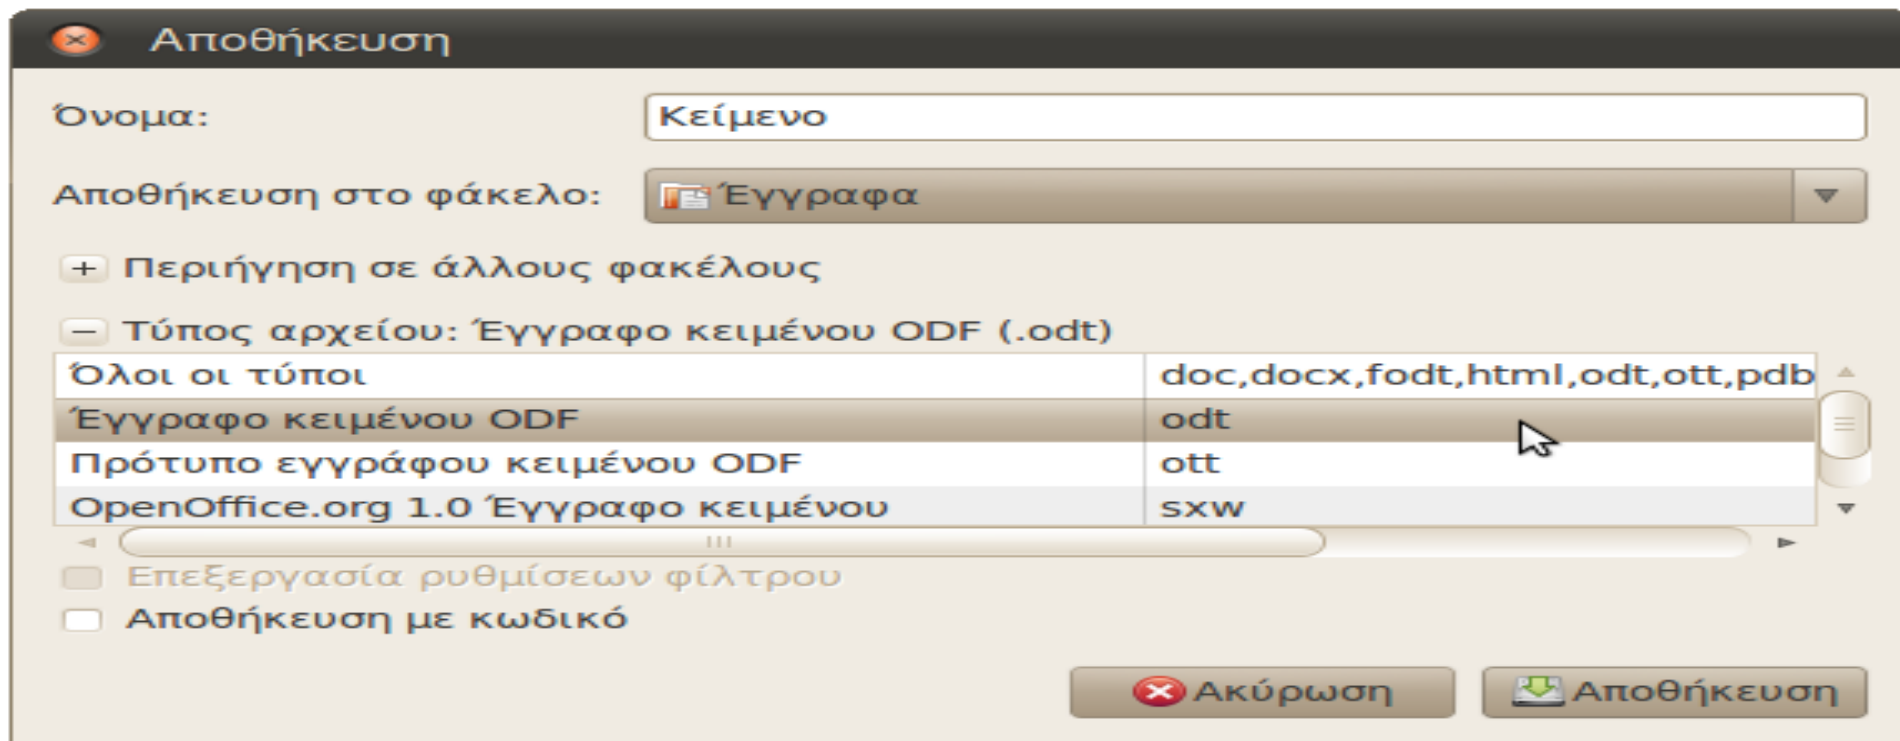 Αποθήκευση
Όνομα: Κείμενο
Αποθήκευση στο φάκελο: Έγγραφα
+ Περιήγηση σε άλλους φακέλους
− Τύπος αρχείου: Έγγραφο κειμένου ODF (.odt)
Όλοι οι τύποι doc,docx,fodt,html,odt,ott,pdb
Έγγραφο κειμένου ODF odt
Πρότυπο εγγράφου κειμένου ODF ott
OpenOffice.org 1.0 Έγγραφο κειμένου sxw
Επεξεργασία ρυθμίσεων φίλτρου
Αποθήκευση με κωδικό
Ακύρωση Αποθήκευση